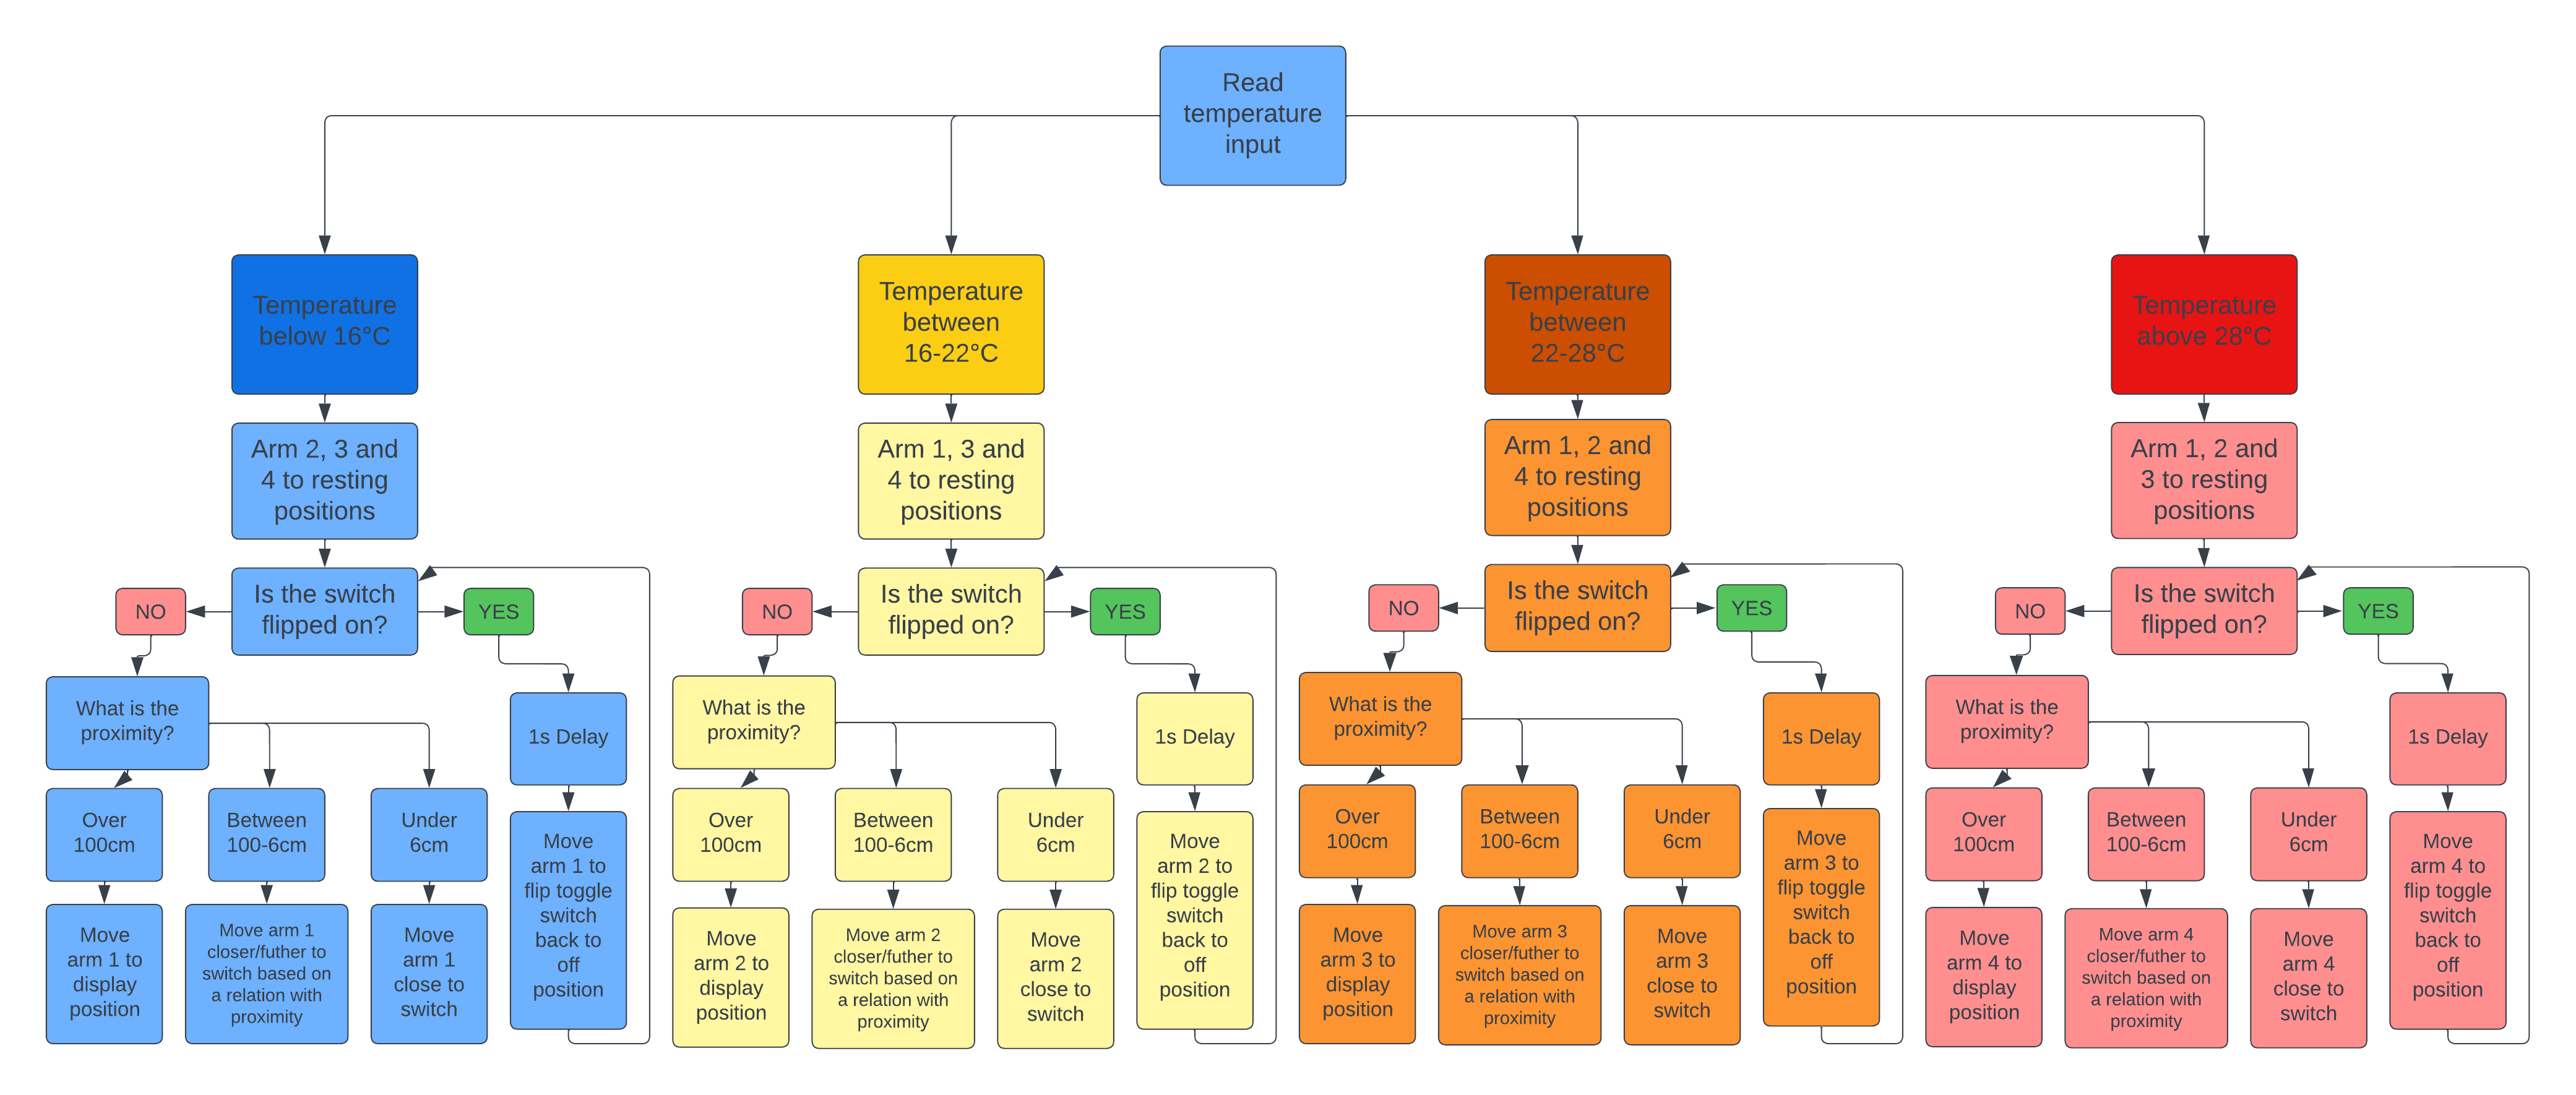 Read
temperature
input
Temperature
below 16°C
Temperature
between
16-22°C
Temperature
between
22-28°C
Temperature
above 28°C
Arm 2, 3 and
4 to resting
positions
Arm 1, 3 and
4 to resting
positions
Arm 1, 2 and
4 to resting
positions
Arm 1, 2 and
3 to resting
positions
NO
Is the switch
flipped on?
YES
NO
Is the switch
flipped on?
YES
NO
Is the switch
flipped on?
YES
NO
Is the switch
flipped on?
YES
What is the
proximity?
1s Delay
What is the
proximity?
1s Delay
What is the
proximity?
1s Delay
What is the
proximity?
1s Delay
Over
100cm
Between
100-6cm
Under
6cm
Move
arm 1 to
flip toggle
switch
back to
off
position
Over
100cm
Between
100-6cm
Under
6cm
Move
arm 2 to
flip toggle
switch
back to
off
position
Over
100cm
Between
100-6cm
Under
6cm
Move
arm 3 to
flip toggle
switch
back to
off
position
Over
100cm
Between
100-6cm
Under
6cm
Move
arm 4 to
flip toggle
switch
back to
off
position
Move
arm 1 to
display
position
Move arm 1
closer/futher to
switch based on
a relation with
proximity
Move
arm 1
close to
switch
Move
arm 2 to
display
position
Move arm 2
closer/futher to
switch based on
a relation with
proximity
Move
arm 2
close to
switch
Move
arm 3 to
display
position
Move arm 3
closer/futher to
switch based on
a relation with
proximity
Move
arm 3
close to
switch
Move
arm 4 to
display
position
Move arm 4
closer/futher to
switch based on
a relation with
proximity
Move
arm 4
close to
switch